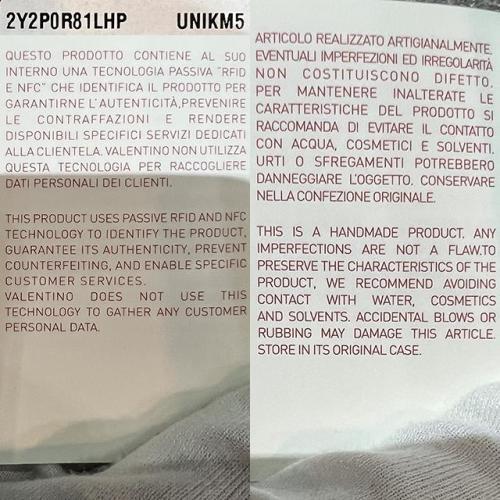 2Y2P0R81LHP UNIKM5
QUESTO PRODOTTO CONTIENE AL SUO
INTERNO UNA TECNOLOGIA PASSIVA "RFID
E NFC" CHE IDENTIFICA IL PRODOTTO PER
GARANTIRNE L'AUTENTICITÀ,PREVENIRE
LE CONTRAFFAZIONI E RENDERE
DISPONIBILI SPECIFICI SERVIZI DEDICATI
ALLA CLIENTELA. VALENTINO NON UTILIZZA
QUESTA TECNOLOGIA PER RACCOGLIERE
DATI PERSONALI DEI CLIENTI.
THIS PRODUCT USES PASSIVE RFID AND NFC
TECHNOLOGY TO IDENTIFY THE PRODUCT,
GUARANTEE ITS AUTHENTICITY, PREVENT
COUNTERFEITING, AND ENABLE SPECIFIC
CUSTOMER SERVICES.
VALENTINO DOES NOT USE THIS
TECHNOLOGY TO GATHER ANY CUSTOMER
PERSONAL DATA.
ARTICOLO REALIZZATO ARTIGIANALMENTE,
EVENTUALI IMPERFEZIONI ED IRREGOLARITÀ
NON COSTITUISCONO DIFETTO.
PER MANTENERE INALTERATE LE
CARATTERISTICHE DEL PRODOTTO SI
RACCOMANDA DI EVITARE IL CONTATTO
CON ACQUA, COSMETICI E SOLVENTI.
URTI O SFREGAMENTI POTREBBERO
DANNEGGIARE L'OGGETTO. CONSERVARE
NELLA CONFEZIONE ORIGINALE.
THIS IS A HANDMADE PRODUCT. ANY
IMPERFECTIONS ARE NOT A FLAW.TO
PRESERVE THE CHARACTERISTICS OF THE
PRODUCT, WE RECOMMEND AVOIDING
CONTACT WITH WATER, COSMETICS
AND SOLVENTS. ACCIDENTAL BLOWS OR
RUBBING MAY DAMAGE THIS ARTICLE.
STORE IN ITS ORIGINAL CASE.